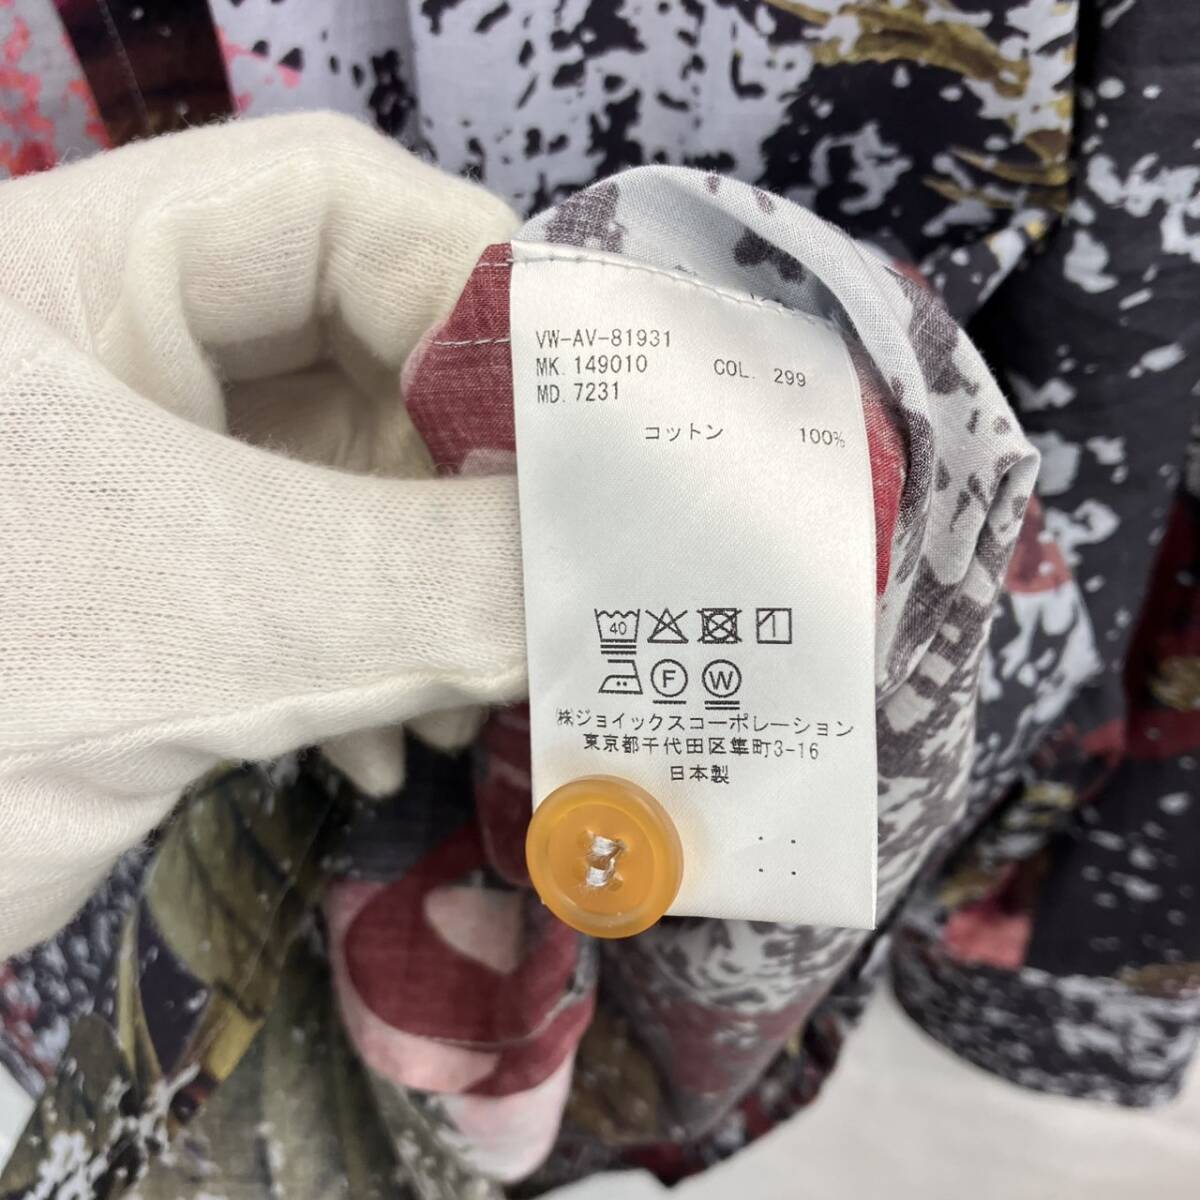 VW-AV-81931
MK. 149010 COL. 299
MD. 7231
コットン 100%
40
F W
(株)ジョイックスコーポレーション
東京都千代田区隼町3-16
日本製